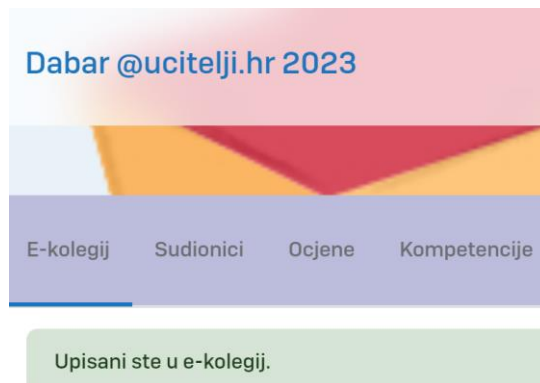 Dabar @ucitelji.hr 2023
E-kolegij Sudionici Ocjene Kompetencije
Upisani ste u e-kolegij.